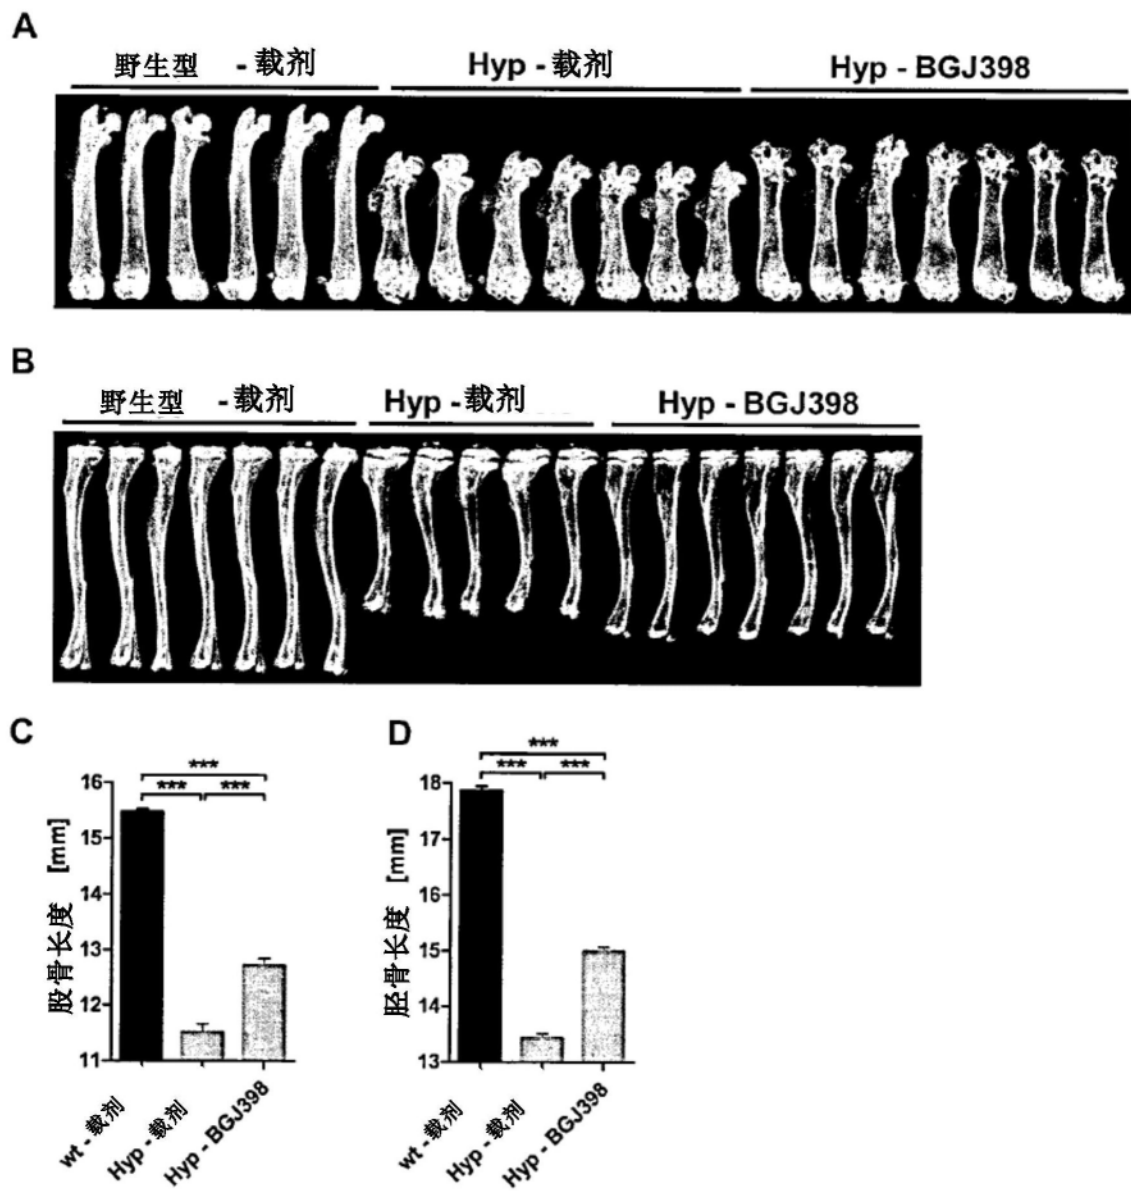 A
野生型 - 载剂
Hyp - 载剂
Hyp - BGJ398
B
野生型 - 载剂
Hyp - 载剂
Hyp - BGJ398
C
***
***
***
16
15
14
13
12
11
股骨长度 [mm]
wt - 载剂
Hyp - 载剂
Hyp - BGJ398
D
***
***
***
18
17
16
15
14
13
胫骨长度 [mm]
wt - 载剂
Hyp - 载剂
Hyp - BGJ398